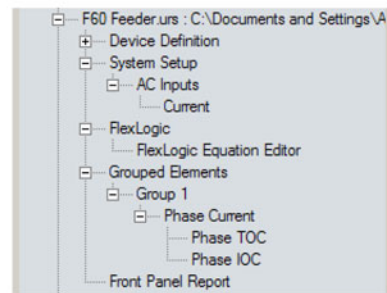 F60 Feeder.urs : C:\Documents and Settings\A
Device Definition
System Setup
AC Inputs
Current
FlexLogic
FlexLogic Equation Editor
Grouped Elements
Group 1
Phase Current
Phase TOC
Phase IOC
Front Panel Report